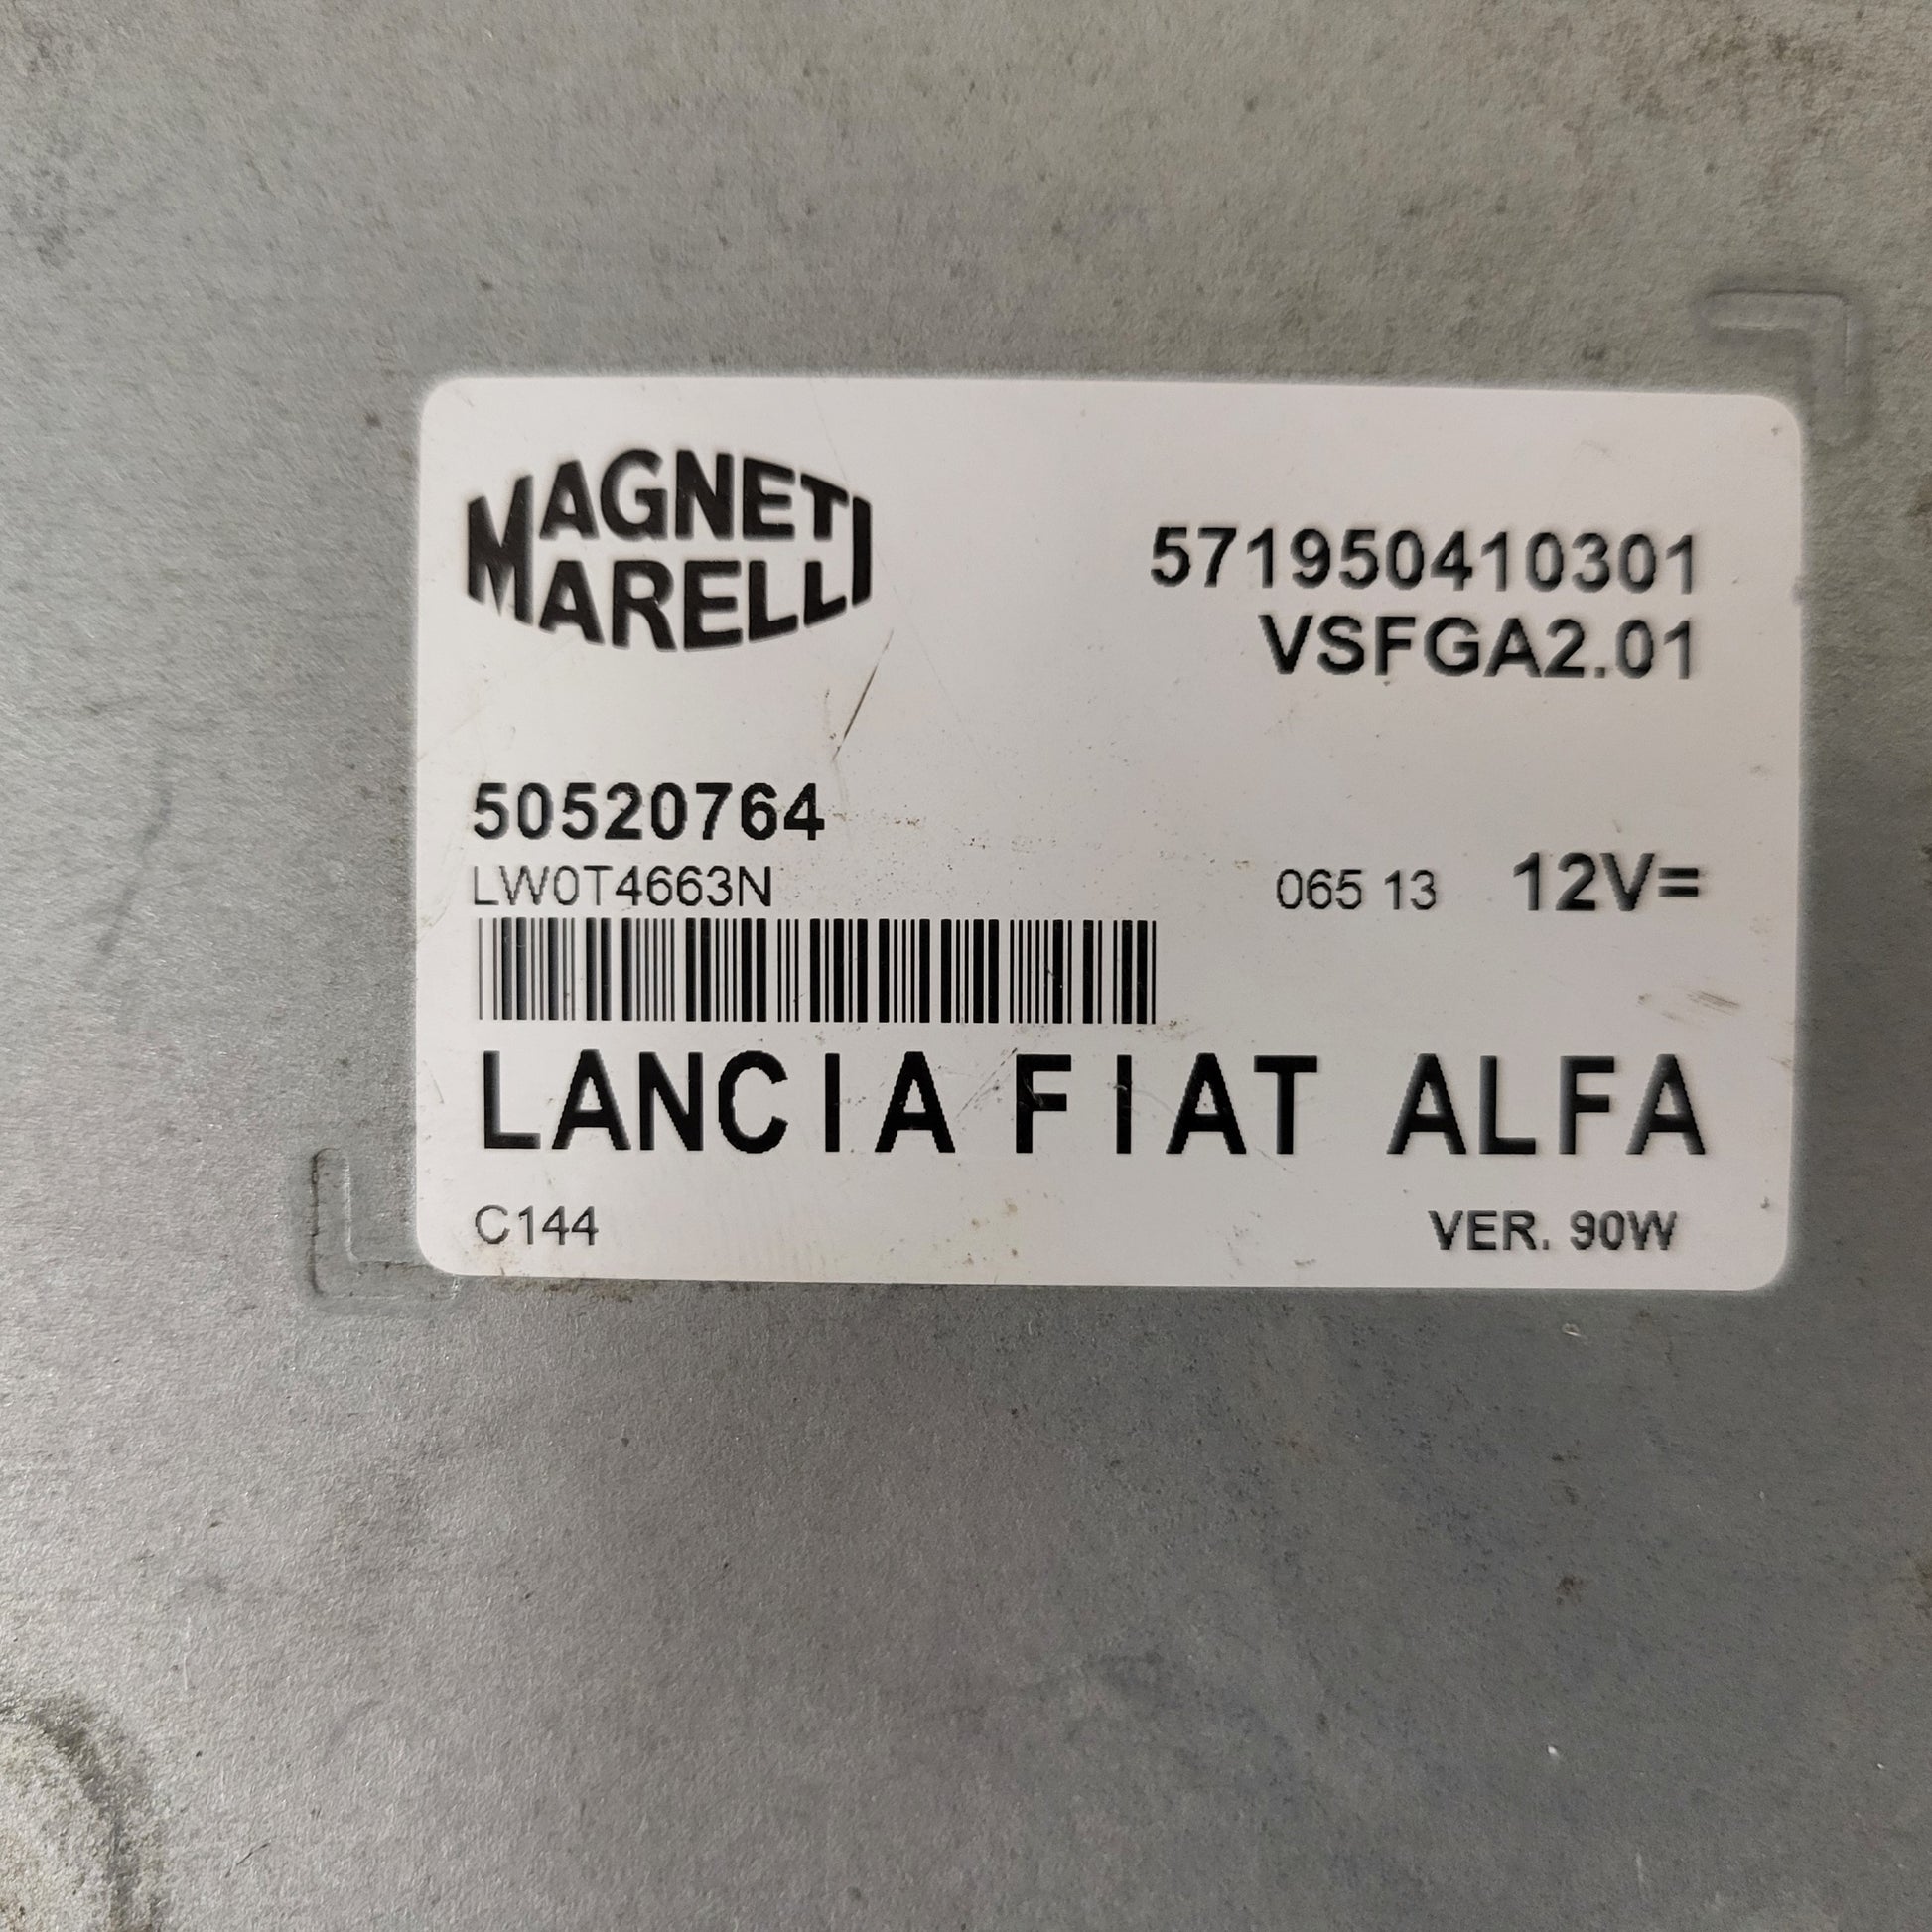 MAGNETI
MARELLI
571950410301
VSFGA2.01
50520764
LW0T4663N
065 13 12V=
LANCIA FIAT ALFA
C144
VER. 90W